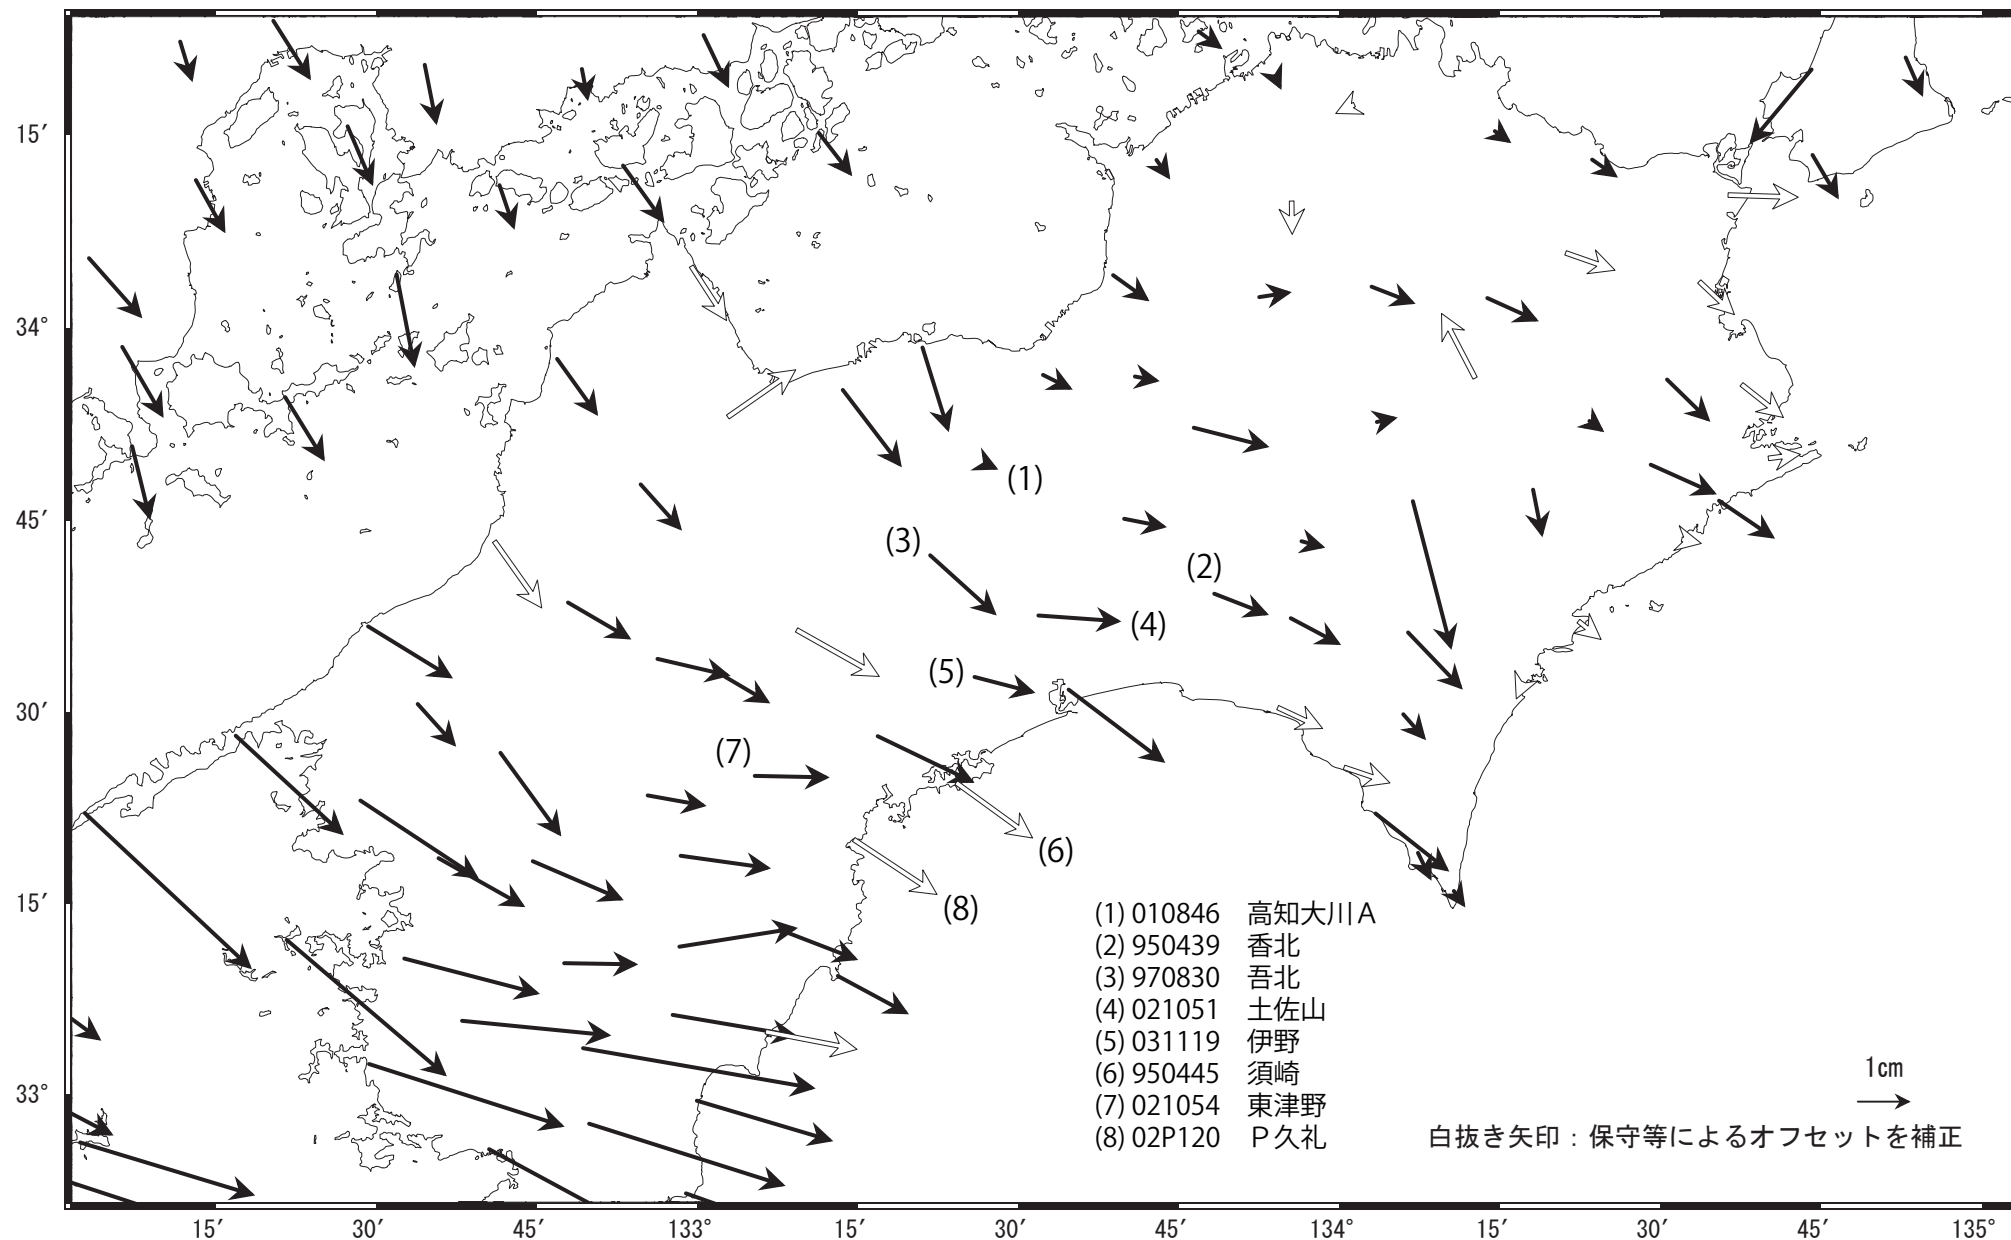 15′
34°
45′
30′
15′
33°
(1)
(3)
(2)
(4)
(5)
(7)
(6)
(8)
(1) 010846 高知大川A
(2) 950439 香北
(3) 970830 吾北
(4) 021051 土佐山
(5) 031119 伊野
(6) 950445 須崎
(7) 021054 東津野
(8) 02P120 P久礼
1cm
白抜き矢印：保守等によるオフセットを補正
15′ 30′ 45′ 133° 15′ 30′ 45′ 134° 15′ 30′ 45′ 135°